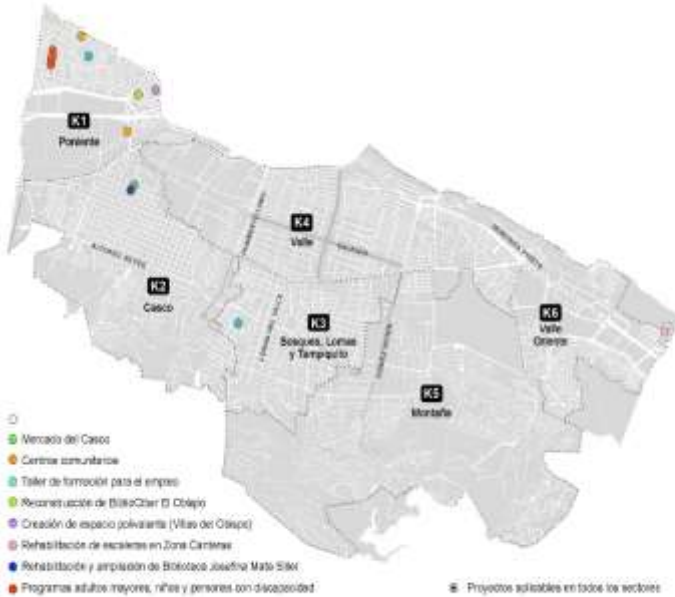 K1
Poniente
K4
Valle
ALFONSO REYES
K2
Casco
K3
Bosques, Lomas
y Tampiquito
K6
Valle
Oriente
K5
Montaña
Mercado del Casco
Centros comunitarios
Taller de formación para el empleo
Reconstrucción de BiblioCiber El Obispo
Creación de espacio polivalente (Villas del Obispo)
Rehabilitación de escaleras en Zona Canteras
Rehabilitación y ampliación de Biblioteca Josefina Mate Siller
Programas adultos mayores, niños y personas con discapacidad
Proyectos aplicables en todos los sectores